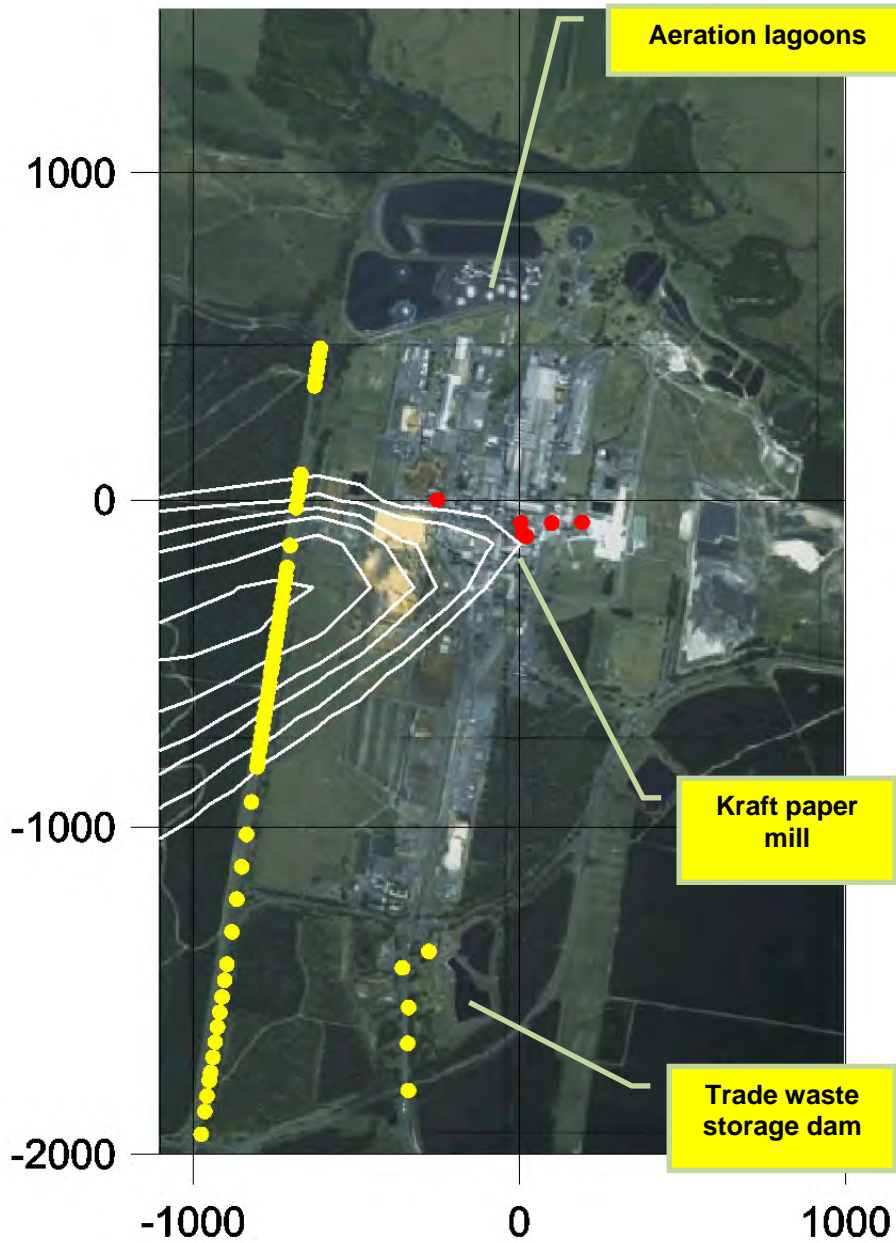 Aeration lagoons
1000
0
-1000
Kraft paper
mill
Trade waste
storage dam
-2000
-1000
0
1000